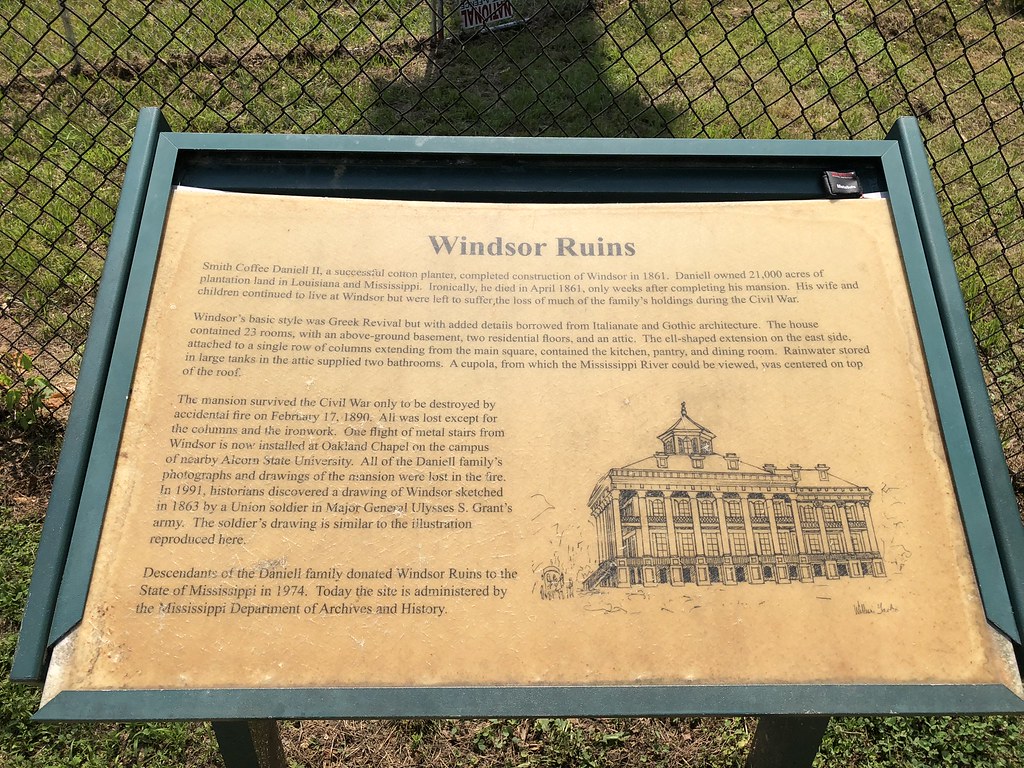 NATIONAL
Windsor Ruins
Smith Coffee Daniell II, a successful cotton planter, completed construction of Windsor in 1861. Daniell owned 21,000 acres of
plantation land in Louisiana and Mississippi. Ironically, he died in April 1861, only weeks after completing his mansion. His wife and
children continued to live at Windsor but were left to suffer,the loss of much of the family's holdings during the Civil War.
Windsor's basic style was Greek Revival but with added details borrowed from Italianate and Gothic architecture. The house
contained 23 rooms, with an above-ground basement, two residential floors, and an attic. The ell-shaped extension on the east side,
attached to a single row of columns extending from the main square, contained the kitchen, pantry, and dining room. Rainwater stored
in large tanks in the attic supplied two bathrooms. A cupola, from which the Mississippi River could be viewed, was centered on top
of the roof.
The mansion survived the Civil War only to be destroyed by
accidental fire on February 17, 1890. All was lost except for
the columns and the ironwork. One flight of metal stairs from
Windsor is now installed at Oakland Chapel on the campus
of nearby Alcorn State University. All of the Daniell family's
photographs and drawings of the mansion were lost in the fire.
In 1991, historians discovered a drawing of Windsor sketched
in 1863 by a Union soldier in Major General Ulysses S. Grant's
army. The soldier's drawing is similar to the illustration
reproduced here.
Descendants of the Daniell family donated Windsor Ruins to the
State of Mississippi in 1974. Today the site is administered by
the Mississippi Department of Archives and History.